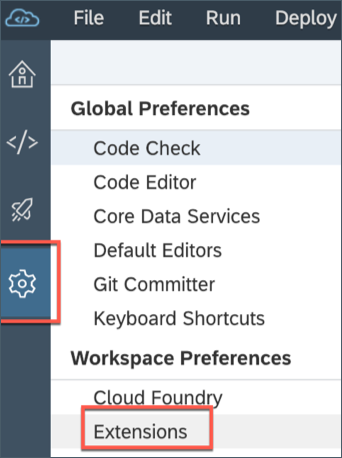 File Edit Run Deploy
Global Preferences
Code Check
Code Editor
Core Data Services
Default Editors
Git Committer
Keyboard Shortcuts
Workspace Preferences
Cloud Foundry
Extensions